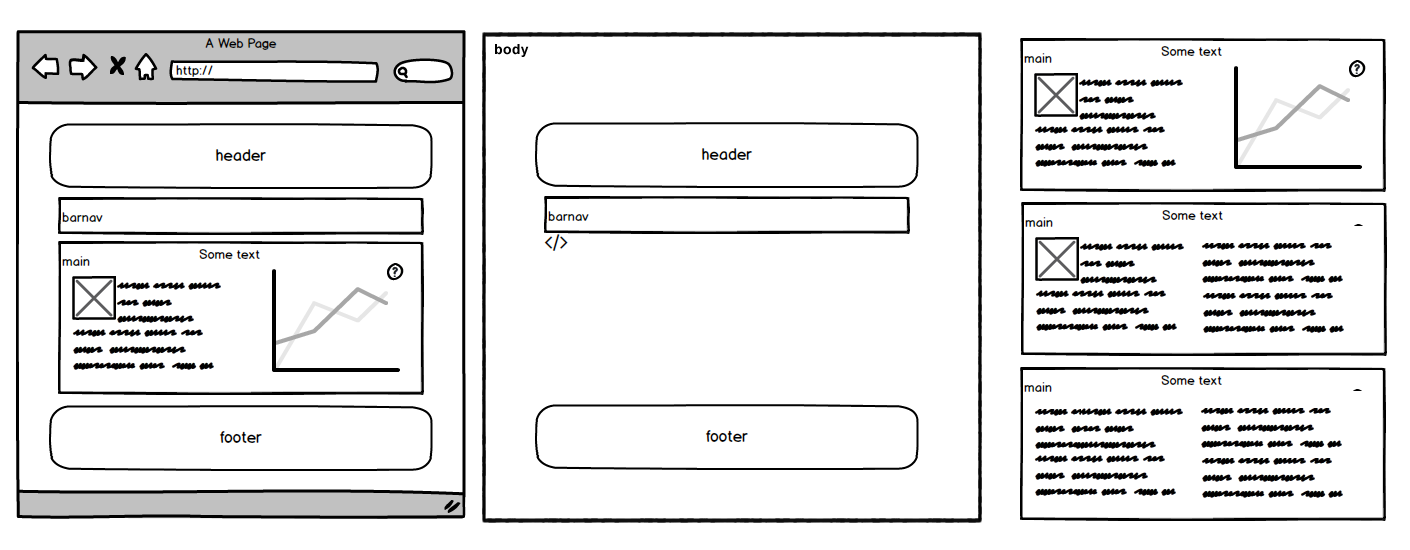 A Web Page
http://
header
barnav
Some text
main
?
footer
body
header
barnav
</>
footer
Some text
main
?
Some text
main
Some text
main